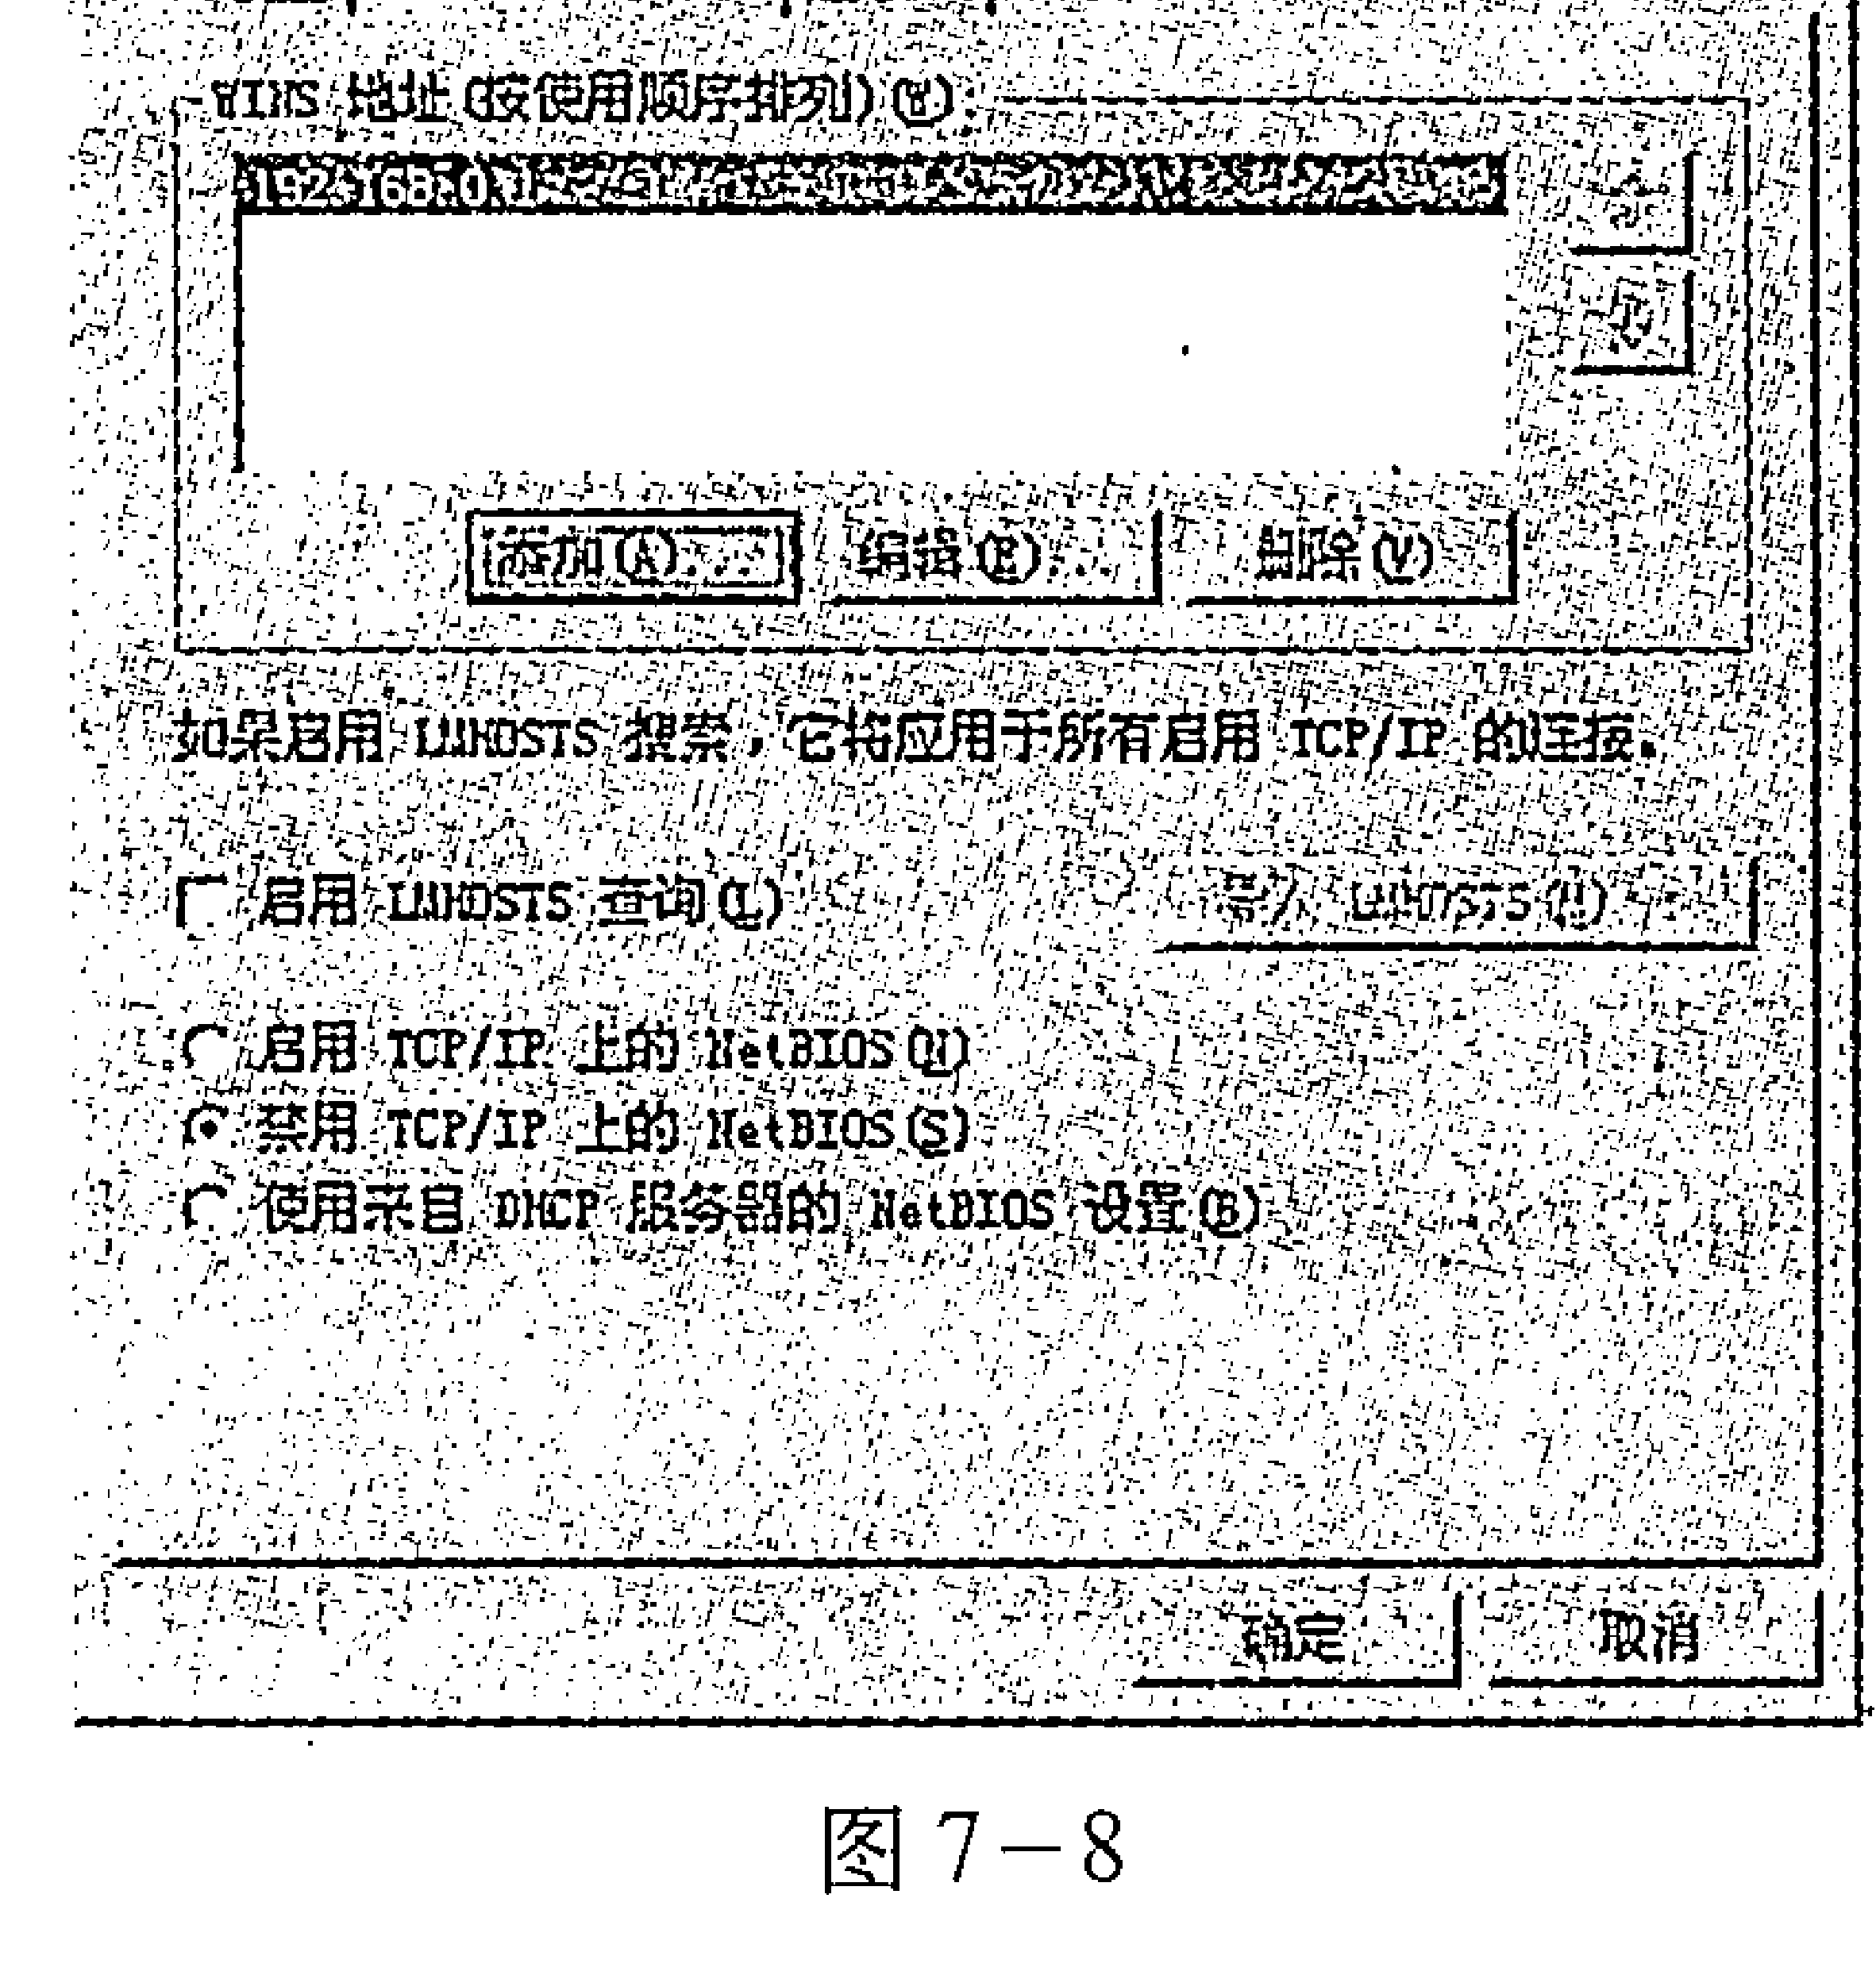 WINS 地址(按使用顺序排列)(W):
192.168.0.1
添加(A)... 编辑(E)... 删除(V)
如果启用 LMHOSTS 搜索，它将应用于所有启用 TCP/IP 的连接。
启用 LMHOSTS 查询(L) 导入 LMHOSTS(M)...
启用 TCP/IP 上的 NetBIOS(N)
禁用 TCP/IP 上的 NetBIOS(S)
使用来自 DHCP 服务器的 NetBIOS 设置(B)
确定 取消
图 7-8